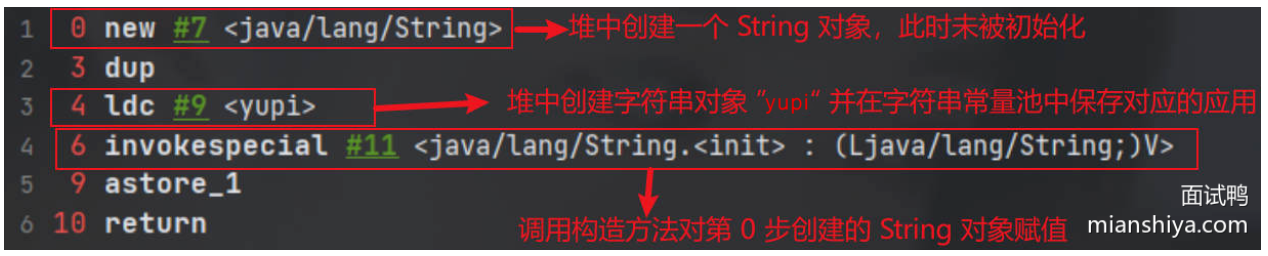 1 0 new #7 <java/lang/String> 堆中创建一个 String 对象，此时未被初始化
2 3 dup
3 4 ldc #9 <yupi> 堆中创建字符串对象 "yupi" 并在字符串常量池中保存对应的应用
4 6 invokespecial #11 <java/lang/String.<init> : (Ljava/lang/String;)V>
5 9 astore_1
面试鸭
6 10 return
调用构造方法对第 0 步创建的 String 对象赋值
mianshiya.com